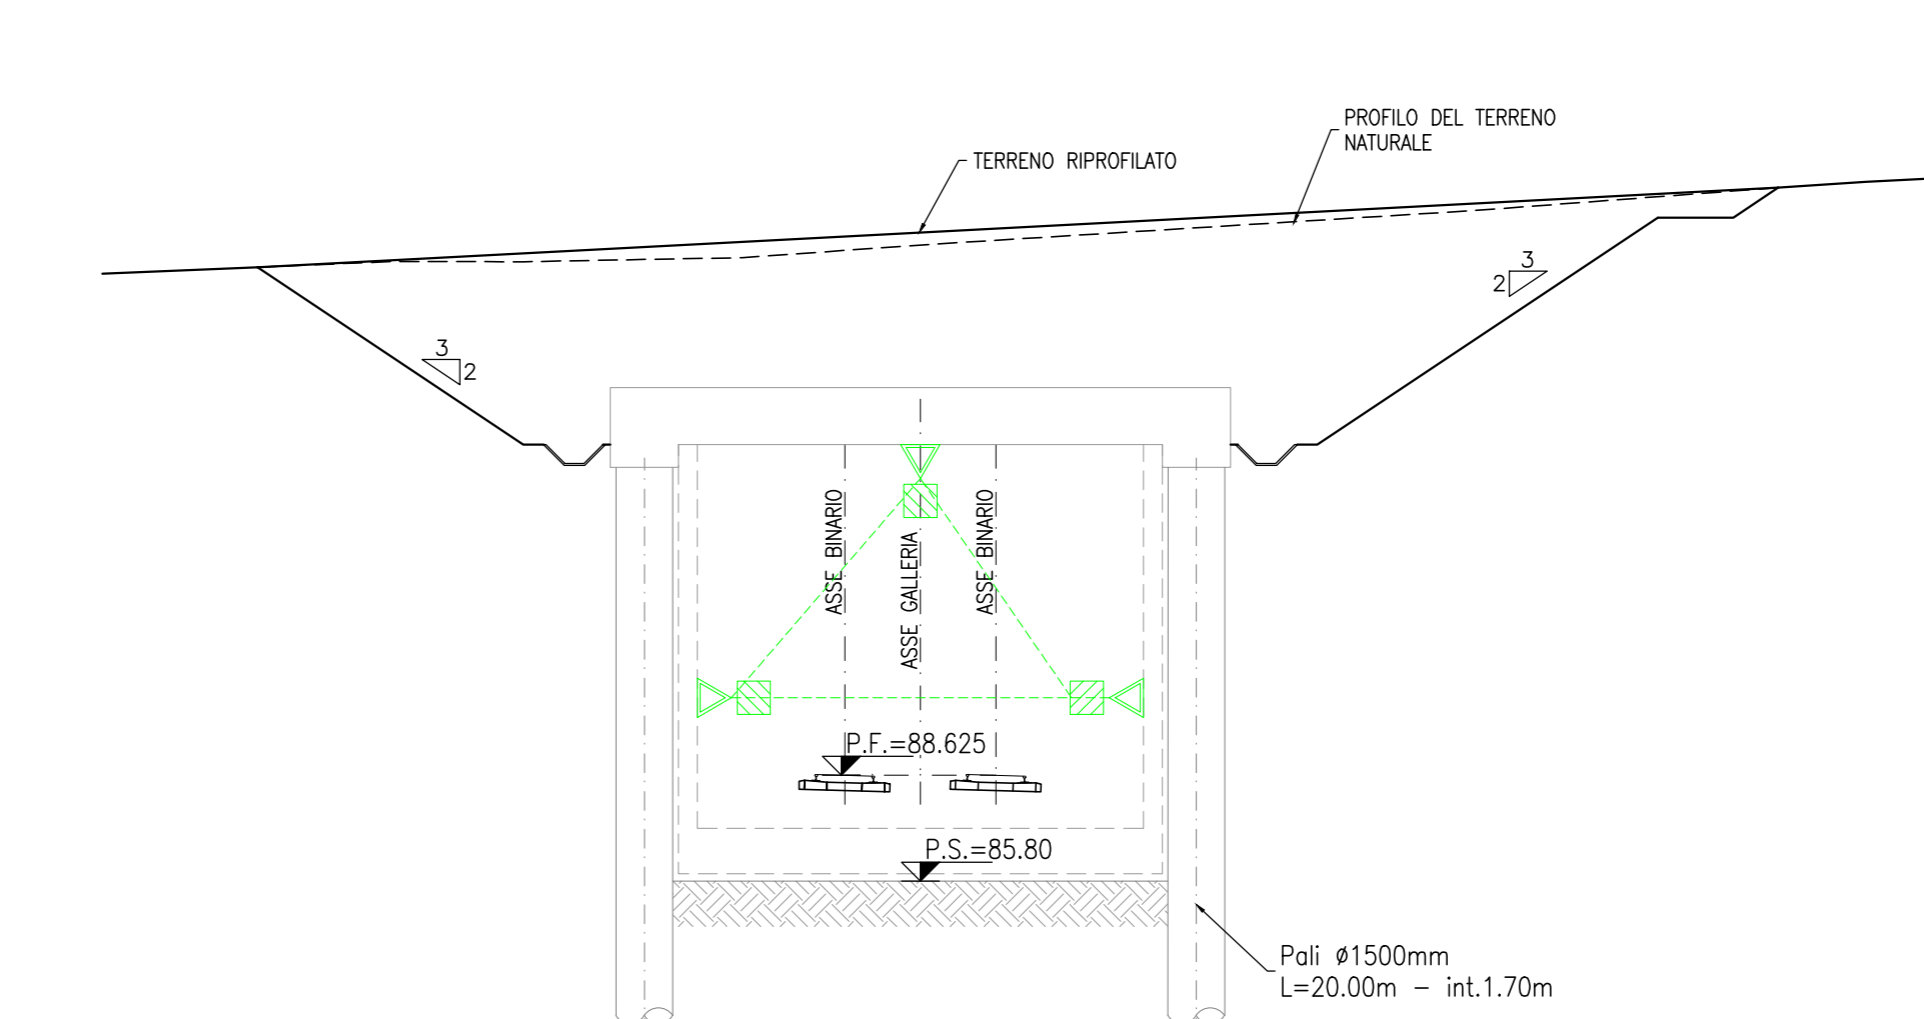 PROFILO DEL TERRENO
NATURALE
TERRENO RIPROFILATO
3
2
3
2
ASSE BINARIO
ASSE GALLERIA
ASSE BINARIO
P.F.=88.625
P.S.=85.80
Pali ø1500mm
L=20.00m – int.1.70m